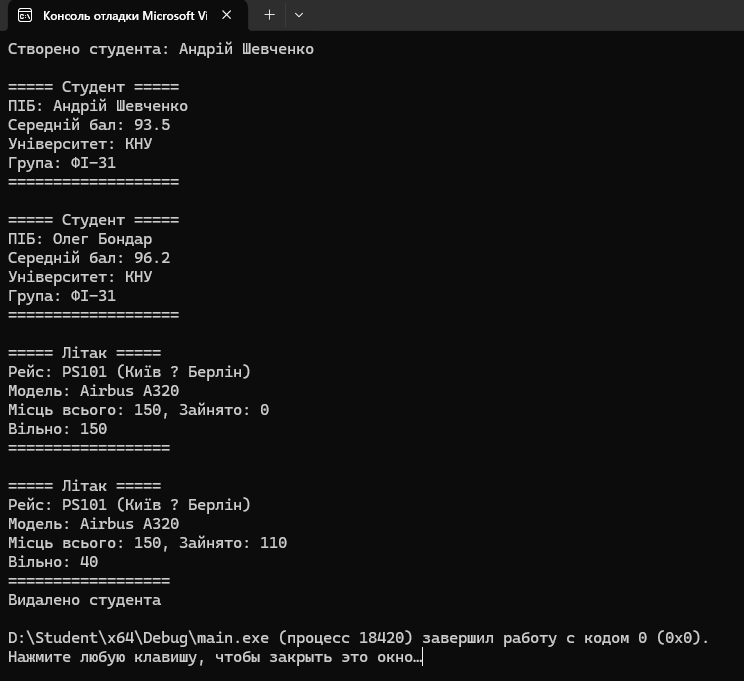 Консоль отладки Microsoft Vi
Створено студента: Андрій Шевченко
===== Студент =====
ПІБ: Андрій Шевченко
Середній бал: 93.5
Університет: КНУ
Група: ФІ-31
===================
===== Студент =====
ПІБ: Олег Бондар
Середній бал: 96.2
Університет: КНУ
Група: ФІ-31
===================
===== Літак =====
Рейс: PS101 (Київ ? Берлін)
Модель: Airbus A320
Місць всього: 150, Зайнято: 0
Вільно: 150
==================
===== Літак =====
Рейс: PS101 (Київ ? Берлін)
Модель: Airbus A320
Місць всього: 150, Зайнято: 110
Вільно: 40
==================
Видалено студента
D:\Student\x64\Debug\main.exe (процесс 18420) завершил работу с кодом 0 (0x0).
Нажмите любую клавишу, чтобы закрыть это окно…